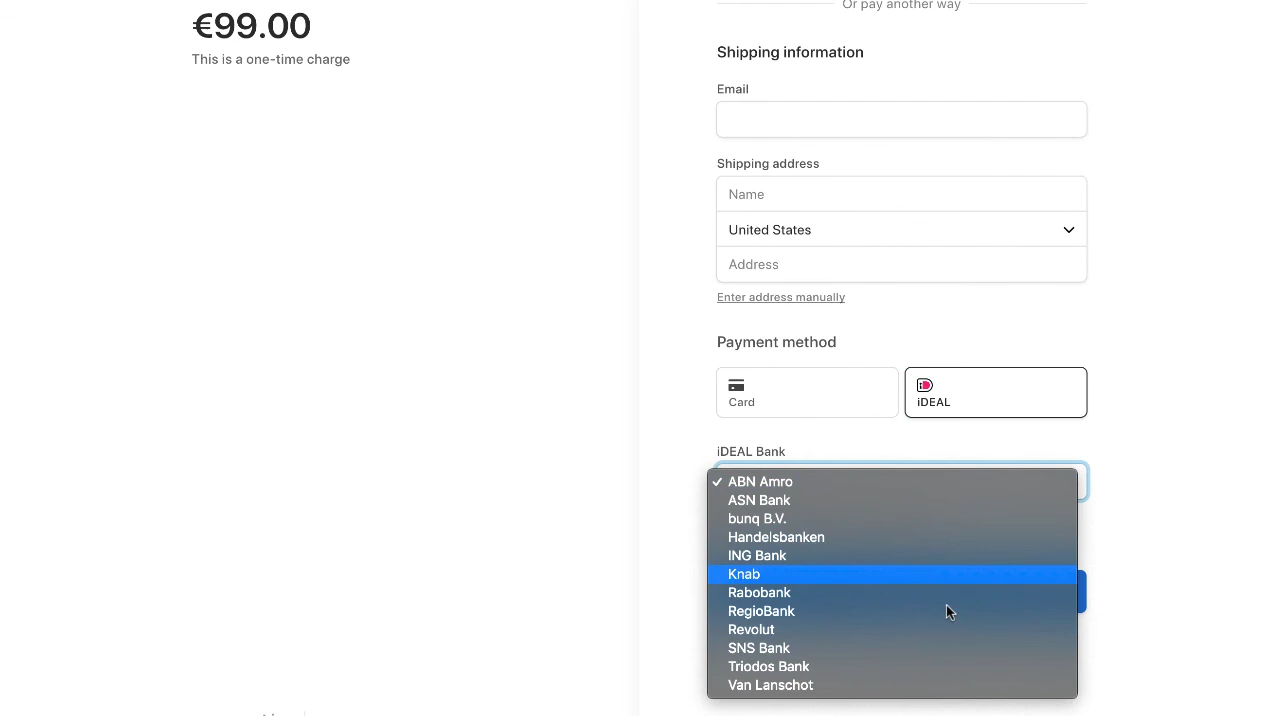 €99.00
This is a one-time charge
Or pay another way
Shipping information
Email
Shipping address
Name
United States
Address
Enter address manually
Payment method
Card
iDEAL
iDEAL Bank
✓ ABN Amro
ASN Bank
bunq B.V.
Handelsbanken
ING Bank
Knab
Rabobank
RegioBank
Revolut
SNS Bank
Triodos Bank
Van Lanschot